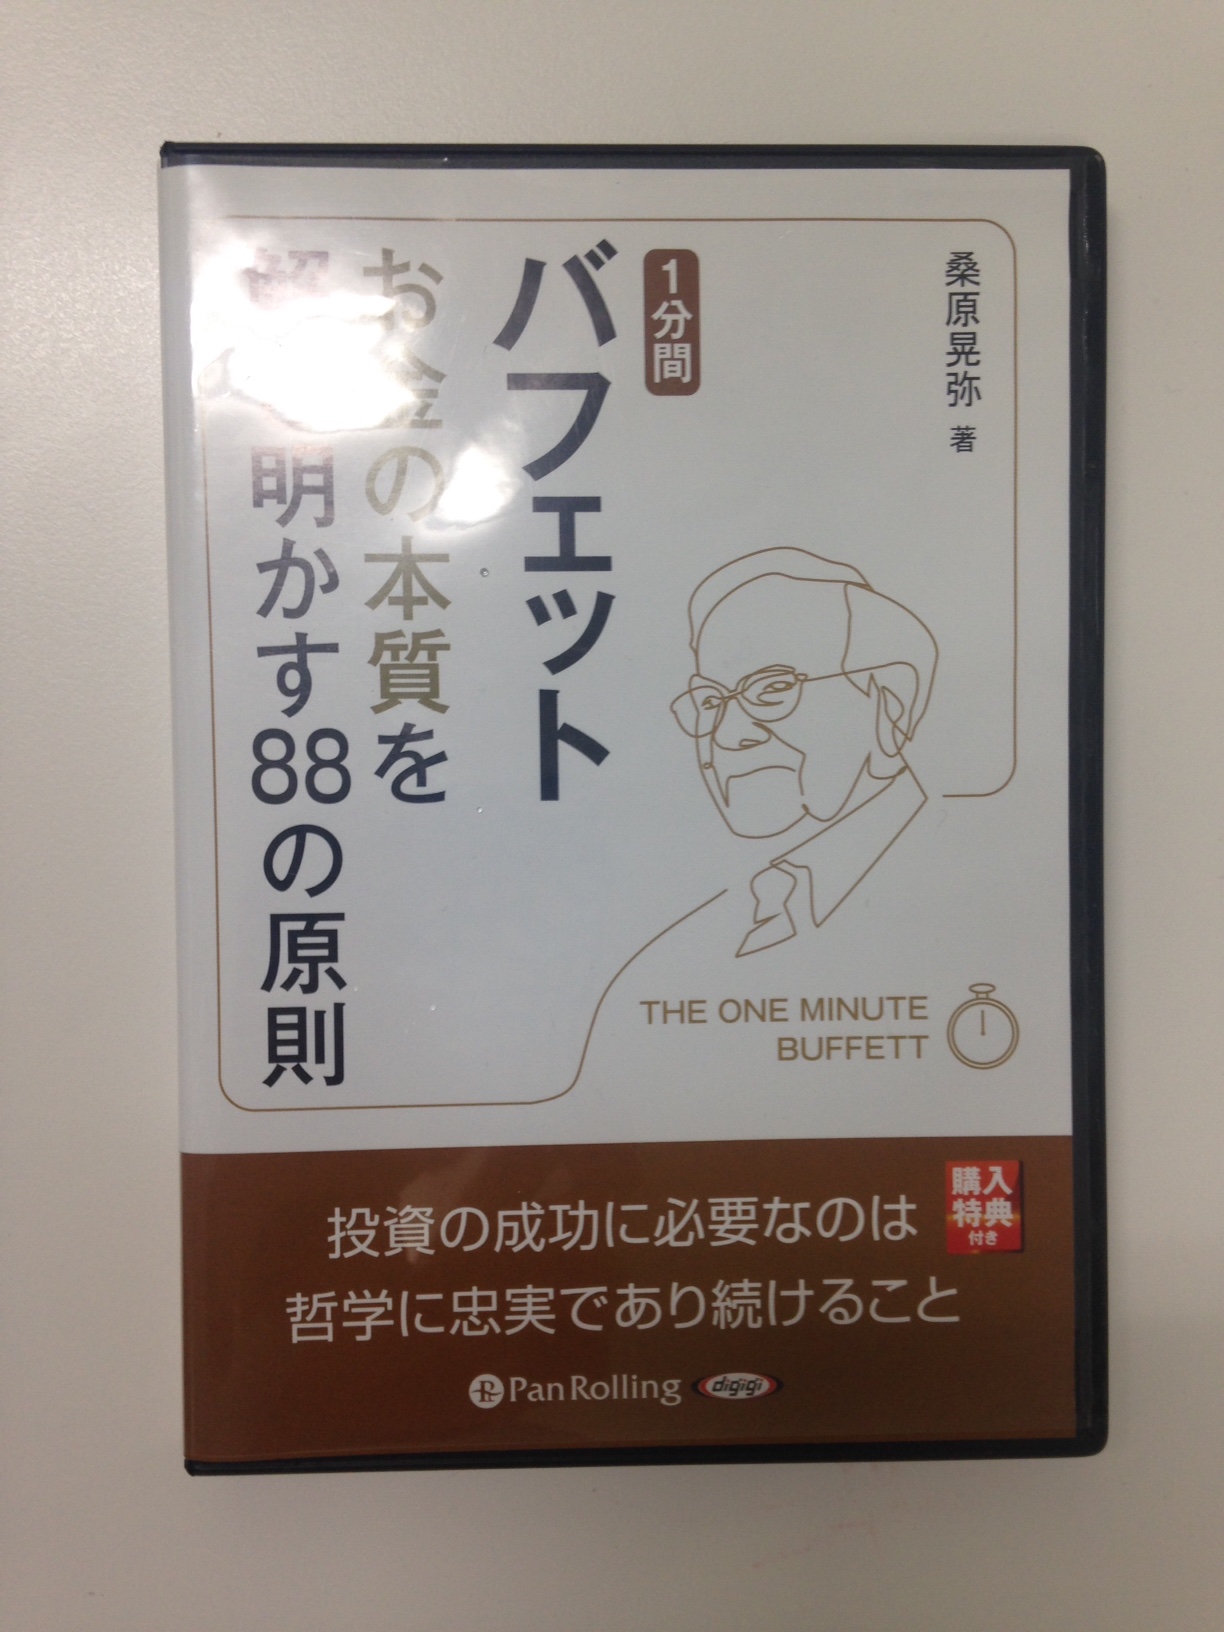 桑原晃弥 著
1分間
バフェット
お金の本質を
解き明かす88の原則
THE ONE MINUTE
BUFFETT
購入
特典
付き
投資の成功に必要なのは
哲学に忠実であり続けること
PanRolling
digigi